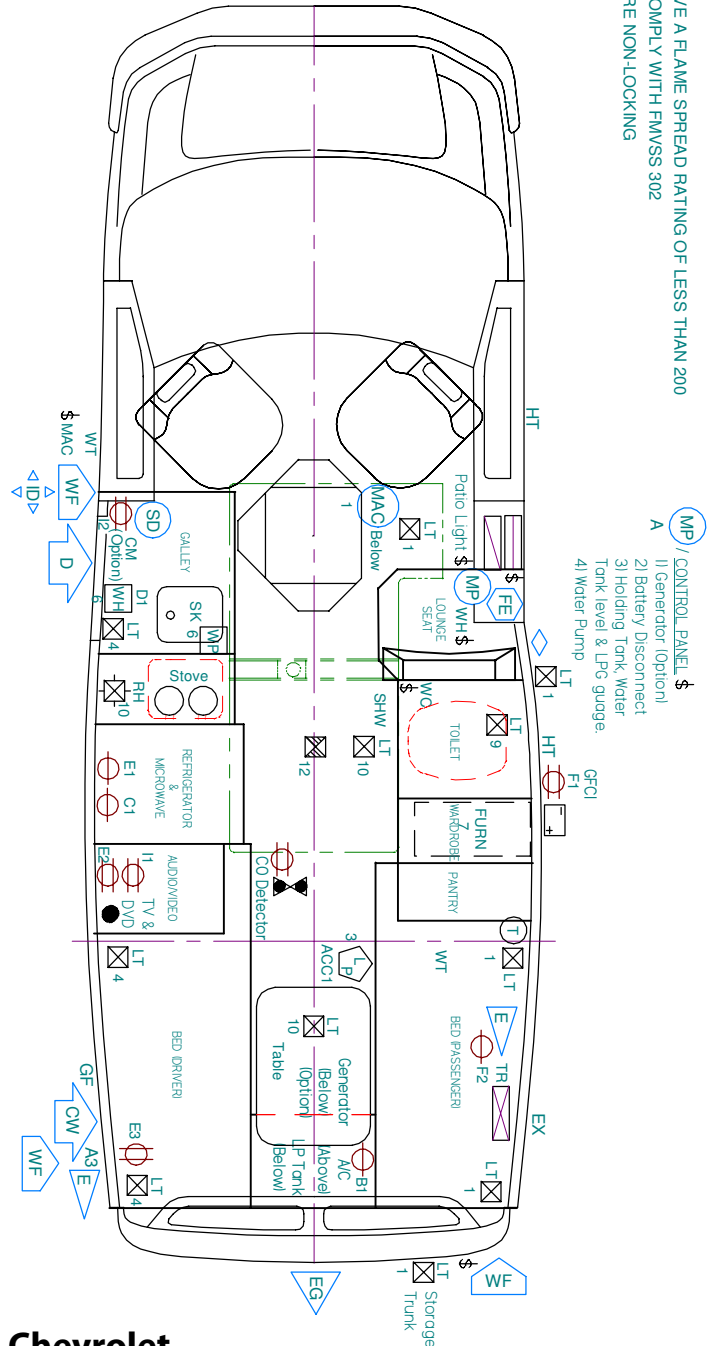 VE A FLAME SPREAD RATING OF LESS THAN 200
OMPLY WITH FMVSS 302
RE NON-LOCKING
MP / CONTROL PANEL $
A
1) Generator (Option)
2) Battery Disconnect
3) Holding Tank, Water
Tank level & LPG guage.
4) Water Pump
HT
Patio Light $
$
MP
FE
WH $
LOUNGE
SEAT
LT
1
MAC Below
1
$ MAC
WT
WF
ID
D
SD
I2
CM
(Option)
GALLEY
WH
6
D1
SK
6
WP
LT
4
Stove
RH
10
REFRIGERATOR
&
MICROWAVE
E1
C1
AUDIO/VIDEO
E2
I1
TV &
DVD
LT
4
SHW
LT
10
12
$ WC
TOILET
LT
9
LT
1
HT
GFCI
F1
- +
FURN
7
WARDROBE
PANTRY
T
LT
1
CO Detector
LP
3
ACC1
WT
E
F2
TR
EX
BED (PASSENGER)
LT
1
LT
10
Table
Generator
(Below)
(Option)
A/C
(Above)
B1
LP Tank
(Below)
BED (DRIVER)
GF
CW
A3
E
WF
E3
LT
4
EG
$
WF
LT
1
Storage
Trunk
Chevrolet